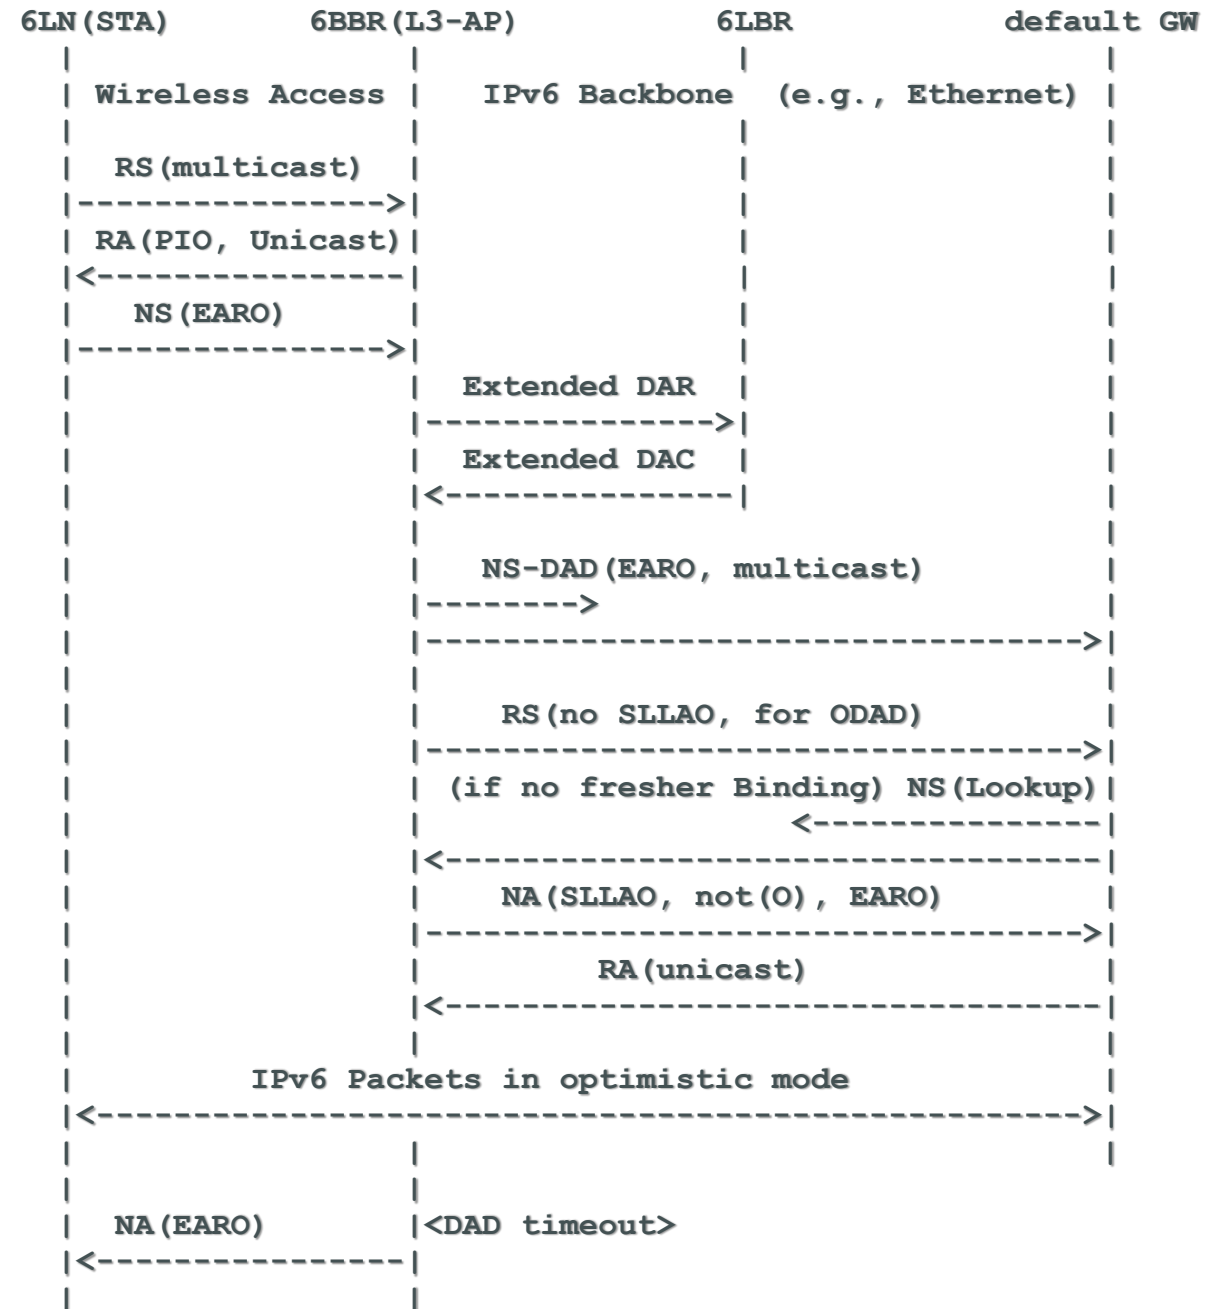 6LN(STA) 6BBR(L3-AP) 6LBR default GW
Wireless Access IPv6 Backbone (e.g., Ethernet)
RS(multicast)
RA(PIO, Unicast)
NS(EARO)
Extended DAR
Extended DAC
NS-DAD(EARO, multicast)
RS(no SLLAO, for ODAD)
(if no fresher Binding) NS(Lookup)
NA(SLLAO, not(O), EARO)
RA(unicast)
IPv6 Packets in optimistic mode
NA(EARO) <DAD timeout>